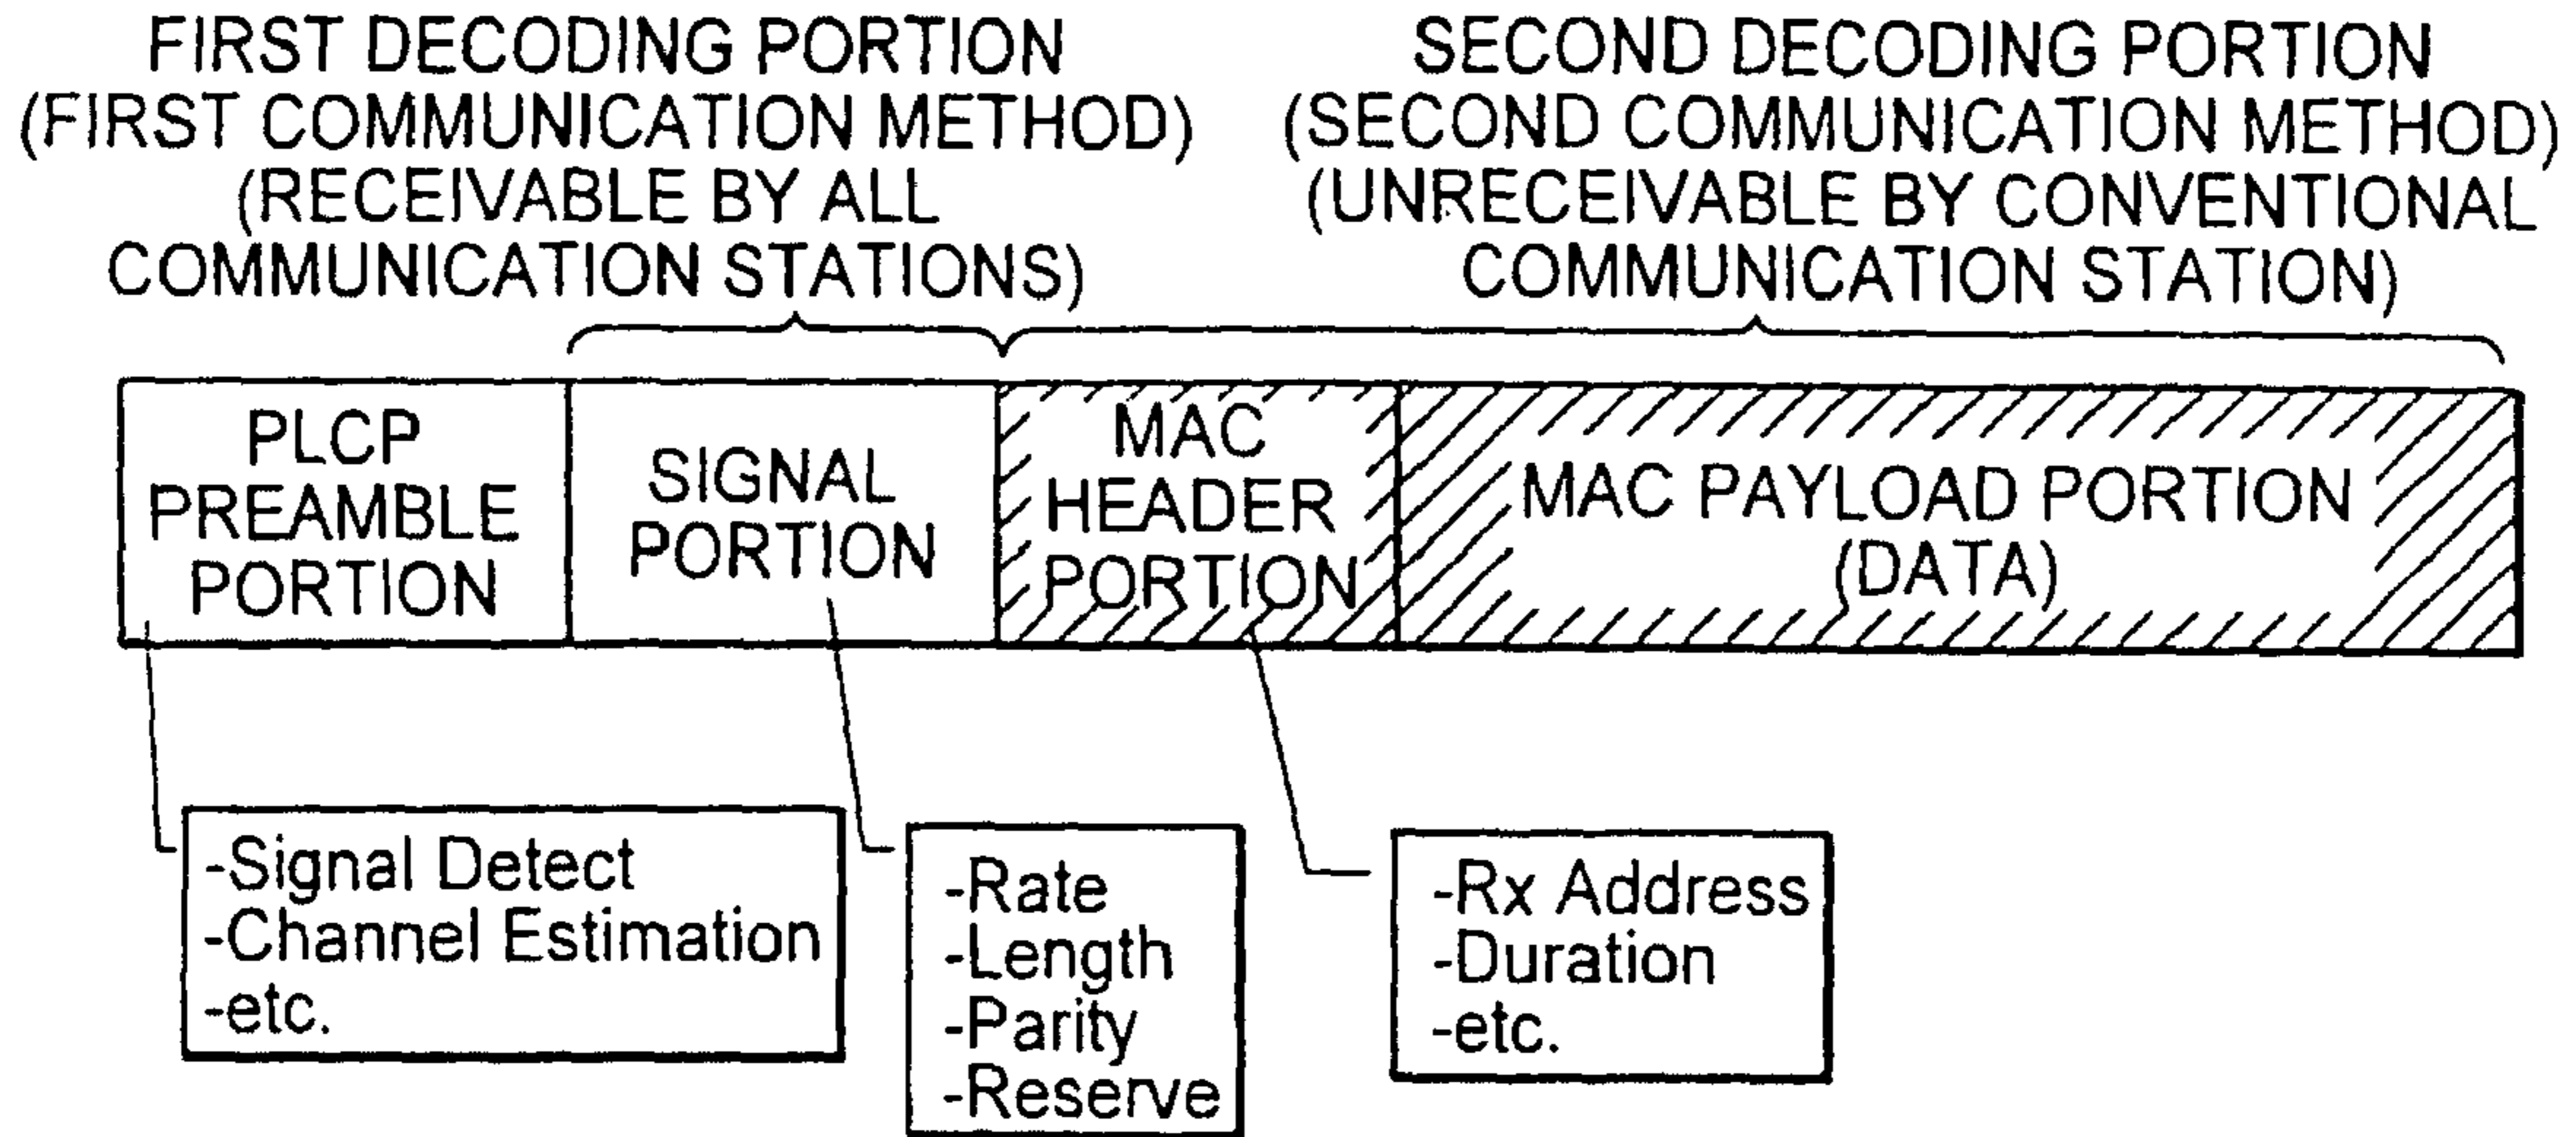 FIRST DECODING PORTION
(FIRST COMMUNICATION METHOD)
(RECEIVABLE BY ALL
COMMUNICATION STATIONS)
SECOND DECODING PORTION
(SECOND COMMUNICATION METHOD)
(UNRECEIVABLE BY CONVENTIONAL
COMMUNICATION STATION)
PLCP
PREAMBLE
PORTION
SIGNAL
PORTION
MAC
HEADER
PORTION
MAC PAYLOAD PORTION
(DATA)
-Signal Detect
-Channel Estimation
-etc.
-Rate
-Length
-Parity
-Reserve
-Rx Address
-Duration
-etc.